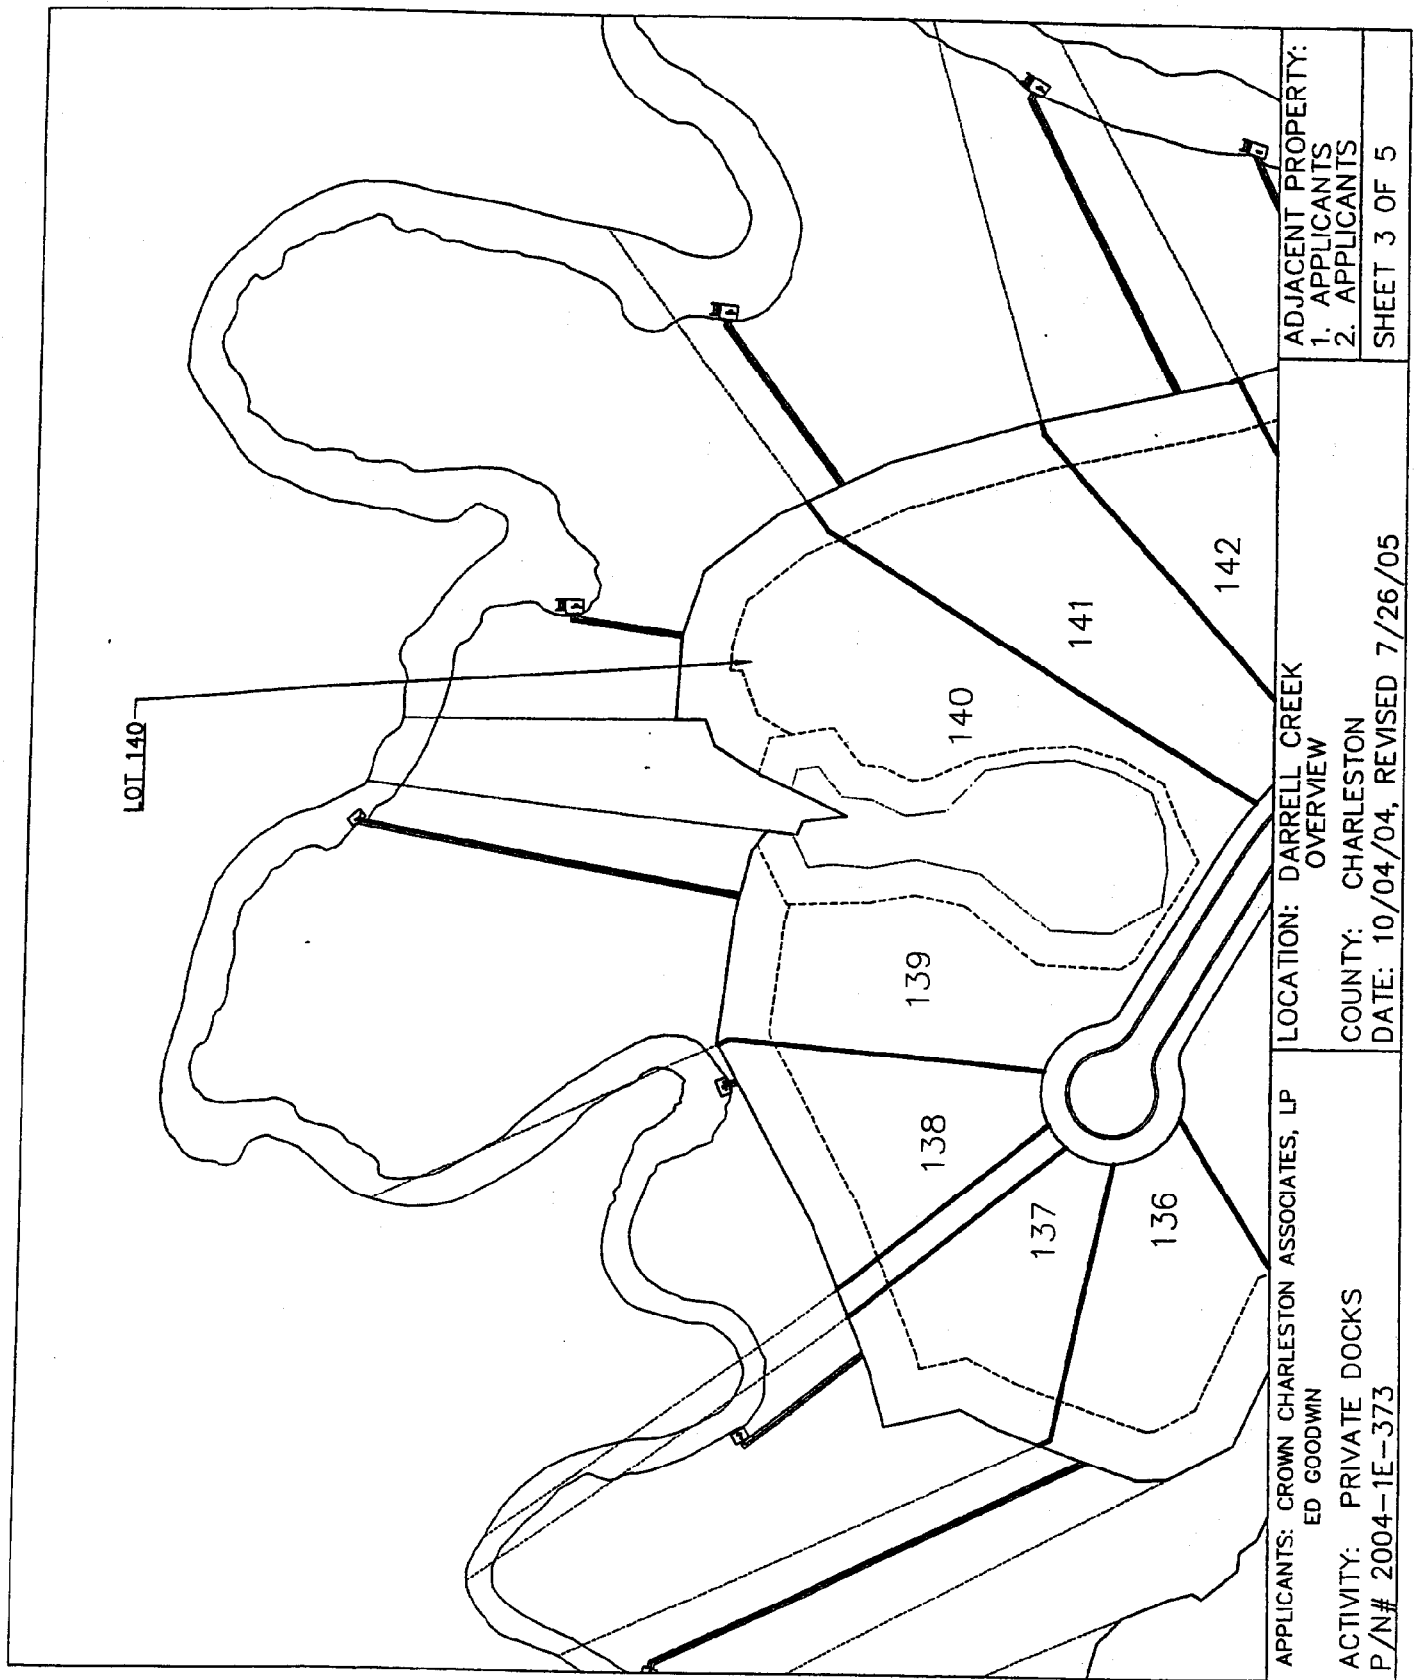 LOT 140
142
141
140
139
138
137
136
APPLICANTS: CROWN CHARLESTON ASSOCIATES, LP
ED GOODWIN
ACTIVITY: PRIVATE DOCKS
P/N# 2004-1E-373
LOCATION: DARRELL CREEK
OVERVIEW
COUNTY: CHARLESTON
DATE: 10/04/04, REVISED 7/26/05
ADJACENT PROPERTY:
1. APPLICANTS
2. APPLICANTS
SHEET 3 OF 5